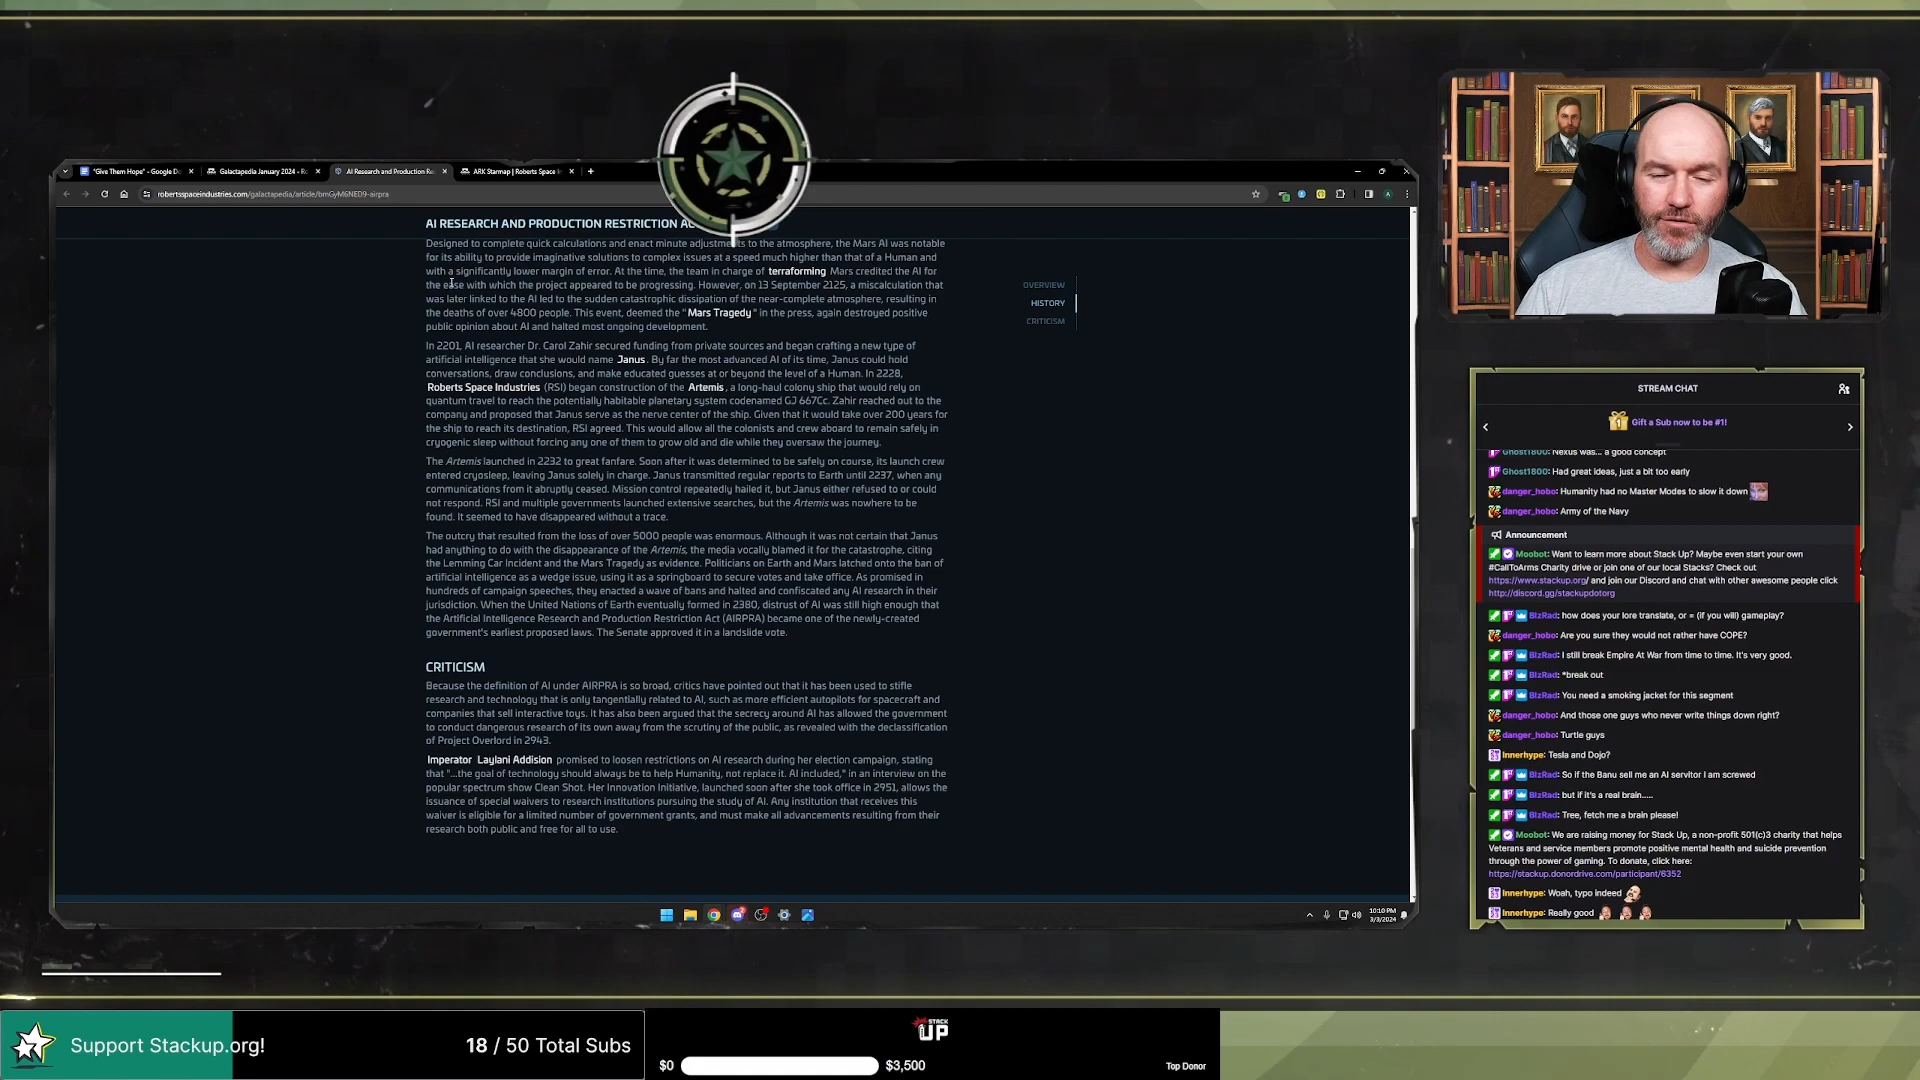 "Give Them Hope" - Google Do
Galactapedia January 2024 - Ro
AI Research and Production Re
ARK Starmap | Roberts Space I
robertsspaceindustries.com/galactapedia/article/bmGyM6NED9-airpra
AI RESEARCH AND PRODUCTION RESTRICTION AC
Designed to complete quick calculations and enact minute adjustments to the atmosphere, the Mars AI was notable
for its ability to provide imaginative solutions to complex issues at a speed much higher than that of a Human and
with a significantly lower margin of error. At the time, the team in charge of terraforming Mars credited the AI for
the ease with which the project appeared to be progressing. However, on 13 September 2125, a miscalculation that
was later linked to the AI led to the sudden catastrophic dissipation of the near-complete atmosphere, resulting in
the deaths of over 4800 people. This event, deemed the "Mars Tragedy" in the press, again destroyed positive
public opinion about AI and halted most ongoing development.
In 2201, AI researcher Dr. Carol Zahir secured funding from private sources and began crafting a new type of
artificial intelligence that she would name Janus. By far the most advanced AI of its time, Janus could hold
conversations, draw conclusions, and make educated guesses at or beyond the level of a Human. In 2228,
Roberts Space Industries (RSI) began construction of the Artemis, a long-haul colony ship that would rely on
quantum travel to reach the potentially habitable planetary system codenamed GJ 667Cc. Zahir reached out to the
company and proposed that Janus serve as the nerve center of the ship. Given that it would take over 200 years for
the ship to reach its destination, RSI agreed. This would allow all the colonists and crew aboard to remain safely in
cryogenic sleep without forcing any one of them to grow old and die while they oversaw the journey.
The Artemis launched in 2232 to great fanfare. Soon after it was determined to be safely on course, its launch crew
entered cryosleep, leaving Janus solely in charge. Janus transmitted regular reports to Earth until 2237, when any
communications from it abruptly ceased. Mission control repeatedly hailed it, but Janus either refused to or could
not respond. RSI and multiple governments launched extensive searches, but the Artemis was nowhere to be
found. It seemed to have disappeared without a trace.
The outcry that resulted from the loss of over 5000 people was enormous. Although it was not certain that Janus
had anything to do with the disappearance of the Artemis, the media vocally blamed it for the catastrophe, citing
the Lemming Car Incident and the Mars Tragedy as evidence. Politicians on Earth and Mars latched onto the ban of
artificial intelligence as a wedge issue, using it as a springboard to secure votes and take office. As promised in
hundreds of campaign speeches, they enacted a wave of bans and halted and confiscated any AI research in their
jurisdiction. When the United Nations of Earth eventually formed in 2380, distrust of AI was still high enough that
the Artificial Intelligence Research and Production Restriction Act (AIRPRA) became one of the newly-created
government's earliest proposed laws. The Senate approved it in a landslide vote.
CRITICISM
Because the definition of AI under AIRPRA is so broad, critics have pointed out that it has been used to stifle
research and technology that is only tangentially related to AI, such as more efficient autopilots for spacecraft and
companies that sell interactive toys. It has also been argued that the secrecy around AI has allowed the government
to conduct dangerous research of its own away from the scrutiny of the public, as revealed with the declassification
of Project Overlord in 2943.
Imperator Laylani Addision promised to loosen restrictions on AI research during her election campaign, stating
that "...the goal of technology should always be to help Humanity, not replace it. AI included," in an interview on the
popular spectrum show Clean Shot. Her Innovation Initiative, launched soon after she took office in 2951, allows the
issuance of special waivers to research institutions pursuing the study of AI. Any institution that receives this
waiver is eligible for a limited number of government grants, and must make all advancements resulting from their
research both public and free for all to use.
OVERVIEW
HISTORY
CRITICISM
10:10 PM
3/3/2024
STREAM CHAT
Gift a Sub now to be #1!
Ghost1800: Nexus was... a good concept
Ghost1800: Had great ideas, just a bit too early
danger_hobo: Humanity had no Master Modes to slow it down
danger_hobo: Army of the Navy
Announcement
Moobot: Want to learn more about Stack Up? Maybe even start your own
#CallToArms Charity drive or join one of our local Stacks? Check out
https://www.stackup.org/ and join our Discord and chat with other awesome people click
http://discord.gg/stackupdotorg
BlzRad: how does your lore translate, or = (if you will) gameplay?
danger_hobo: Are you sure they would not rather have COPE?
BlzRad: I still break Empire At War from time to time. It's very good.
BlzRad: *break out
BlzRad: You need a smoking jacket for this segment
danger_hobo: And those one guys who never write things down right?
danger_hobo: Turtle guys
Innerhype: Tesla and Dojo?
BlzRad: So if the Banu sell me an AI servitor I am screwed
BlzRad: but if it's a real brain.....
BlzRad: Tree, fetch me a brain please!
Moobot: We are raising money for Stack Up, a non-profit 501(c)3 charity that helps
Veterans and service members promote positive mental health and suicide prevention
through the power of gaming. To donate, click here:
https://stackup.donordrive.com/participant/6352
Innerhype: Woah, typo indeed
Innerhype: Really good
Support Stackup.org!
18 / 50 Total Subs
STACK
UP
$0
$3,500
Top Donor